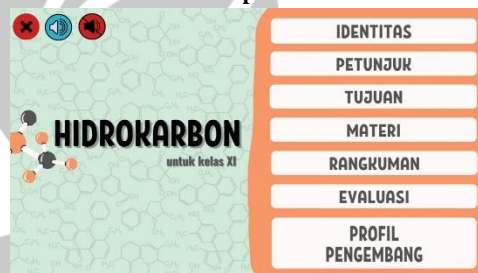 HIDROKARBON
untuk kelas XI
IDENTITAS
PETUNJUK
TUJUAN
MATERI
RANGKUMAN
EVALUASI
PROFIL
PENGEMBANG